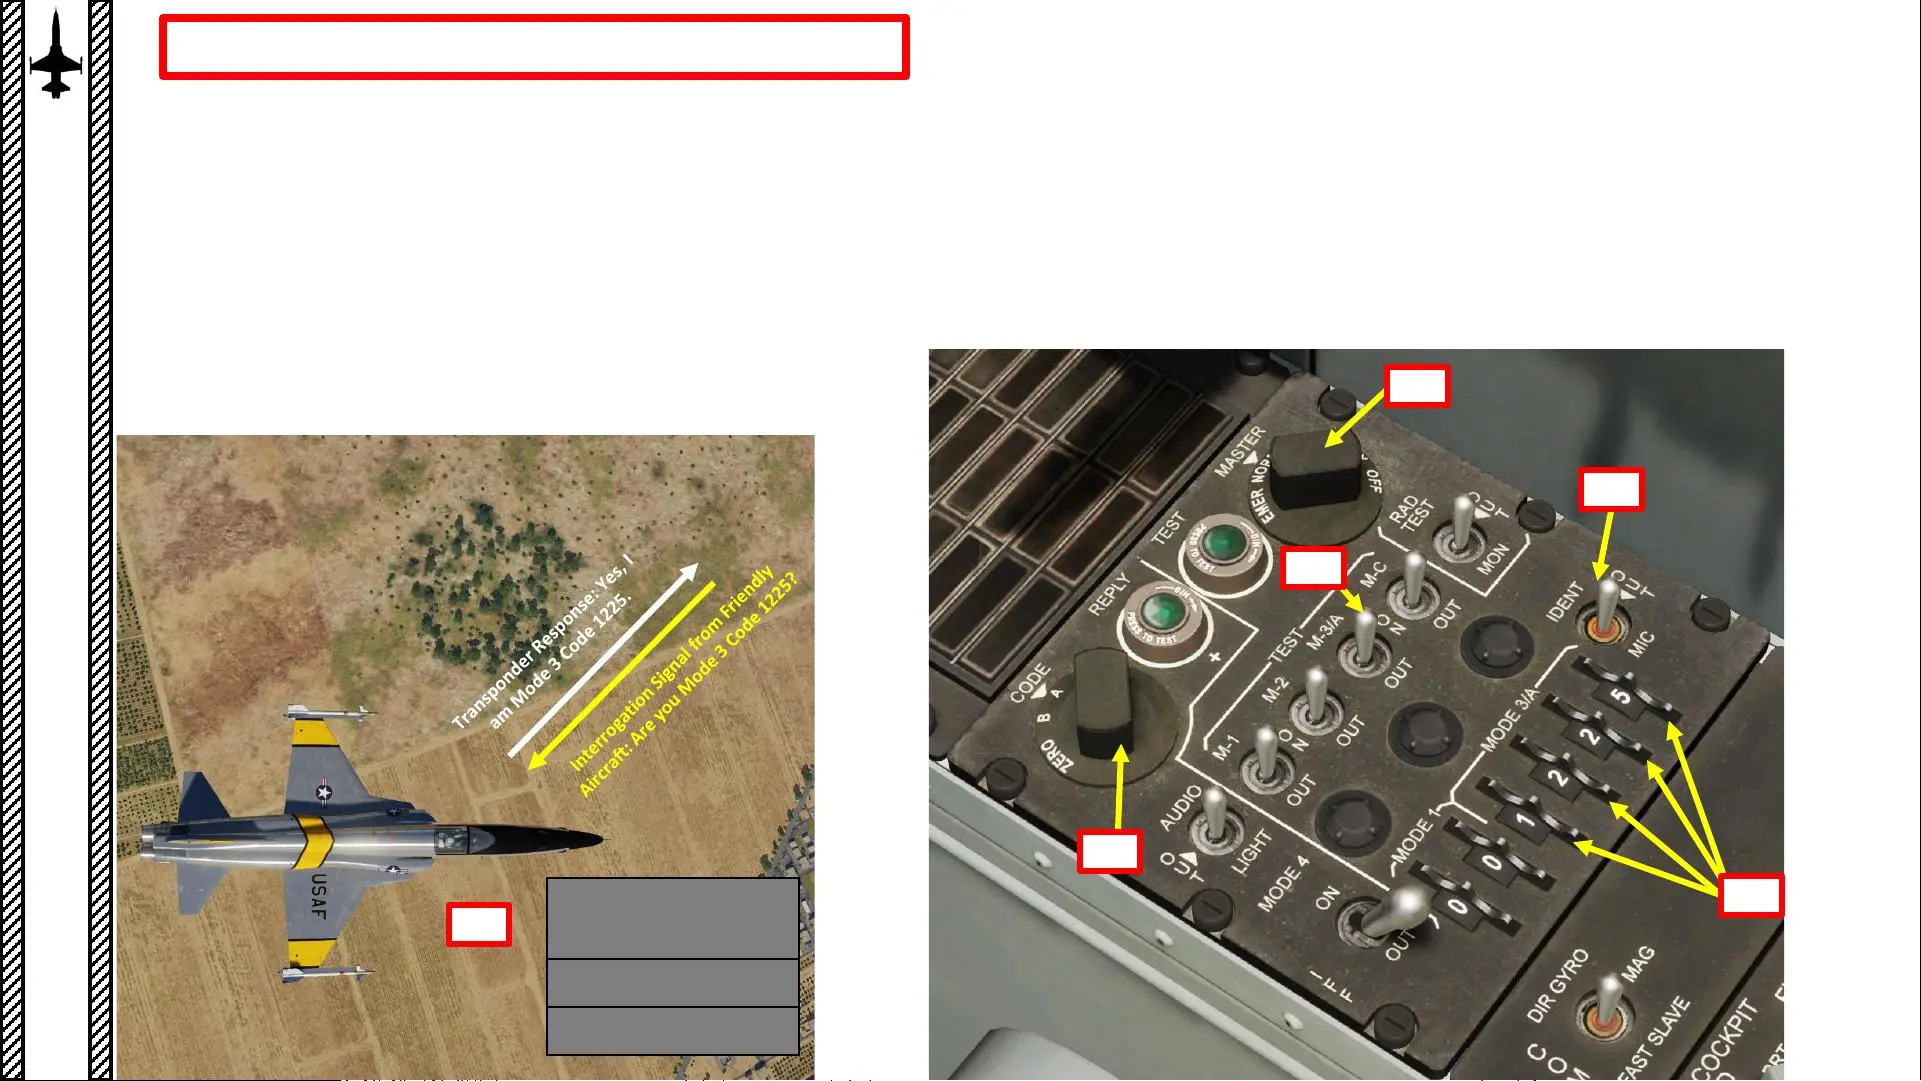 Transponder Response: Yes, I
am Mode 3 Code 1225.
Interrogation Signal from Friendly
Aircraft: Are you Mode 3 Code 1225?
USAF
MASTER
EMER NOR
OFF
RAD
TEST
OUT
MON
TEST
PRESS TO TEST
REPLY
PRESS TO TEST
CODE
A
B
ZERO
TEST
M-C
M-3/A
M-2
M-1
ON
OUT
OUT
ON
OUT
OUT
IDENT
OUT
MIC
MODE 3/A
5
2
2
1
MODE 1
0
0
AUDIO
OUT
LIGHT
MODE 4
ON
OUT
IFF
DIR GYRO
MAG
FAST SLAVE
COCKPIT